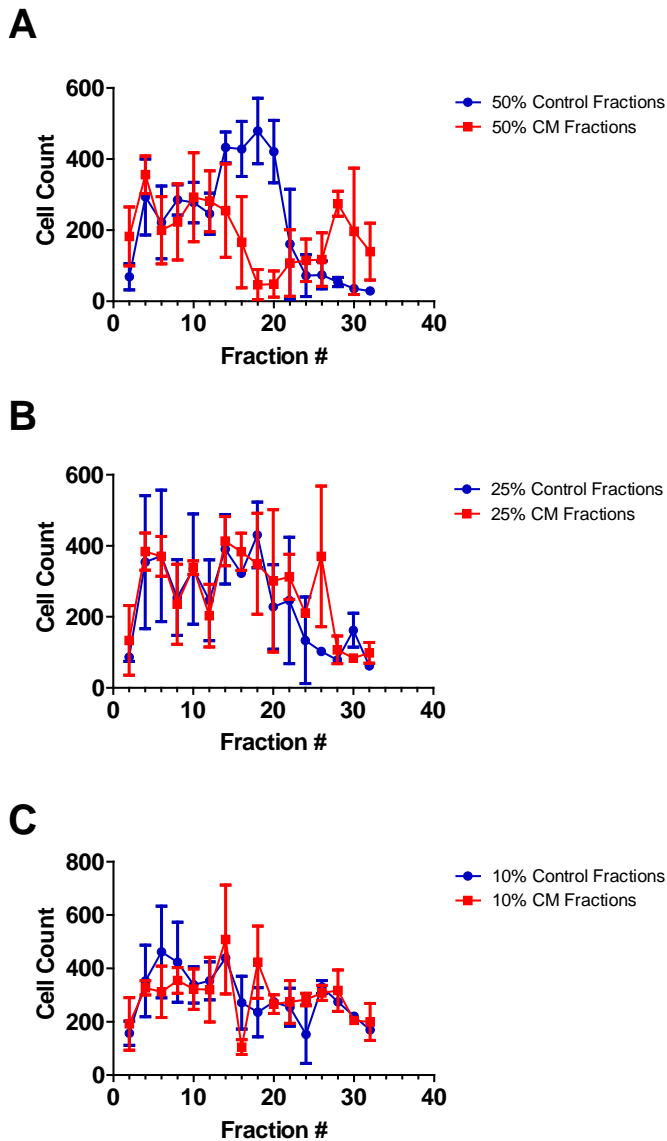 A
600
400
200
0
0 10 20 30 40
Cell Count
Fraction #
50% Control Fractions
50% CM Fractions
B
600
400
200
0
0 10 20 30 40
Cell Count
Fraction #
25% Control Fractions
25% CM Fractions
C
800
600
400
200
0
0 10 20 30 40
Cell Count
Fraction #
10% Control Fractions
10% CM Fractions